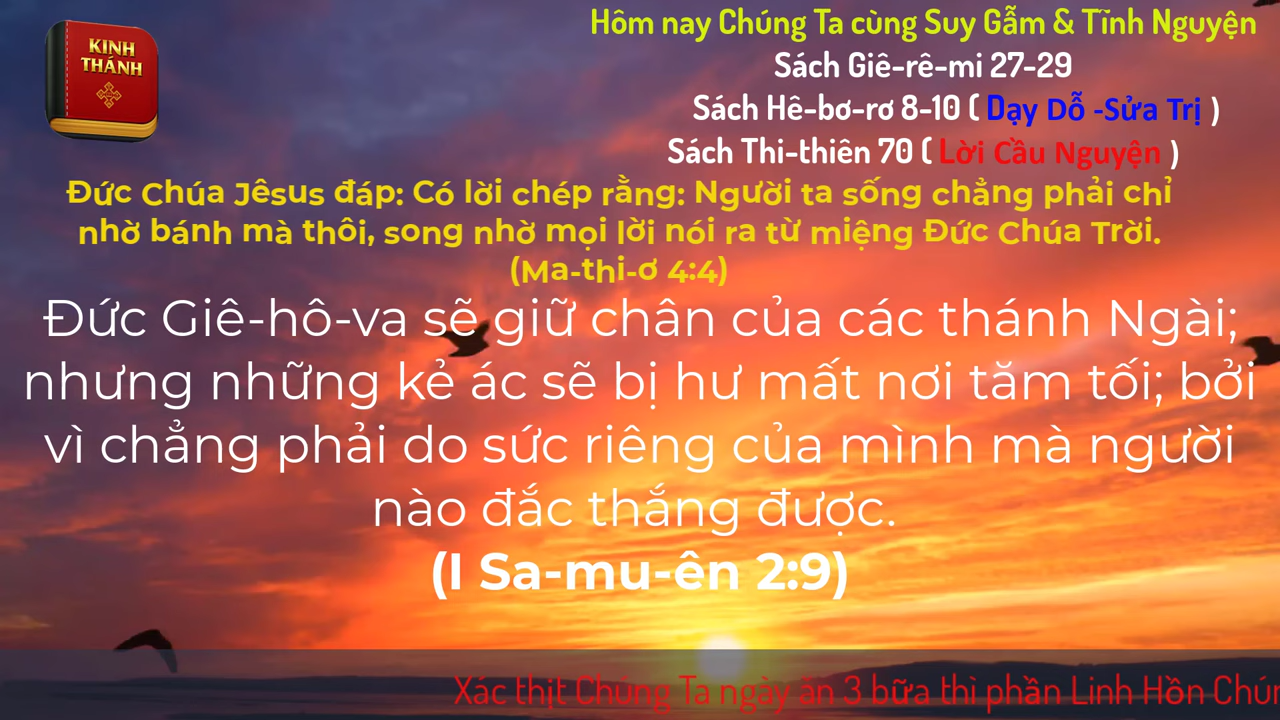 KINH
THÁNH
Hôm nay Chúng Ta cùng Suy Gẫm & Tĩnh Nguyện
Sách Giê-rê-mi 27-29
Sách Hê-bơ-rơ 8-10 ( Dạy Dỗ -Sửa Trị )
Sách Thi-thiên 70 ( Lời Cầu Nguyện )
Đức Chúa Jêsus đáp: Có lời chép rằng: Người ta sống chẳng phải chỉ
nhờ bánh mà thôi, song nhờ mọi lời nói ra từ miệng Đức Chúa Trời.
(Ma-thi-ơ 4:4)
Đức Giê-hô-va sẽ giữ chân của các thánh Ngài;
nhưng những kẻ ác sẽ bị hư mất nơi tăm tối; bởi
vì chẳng phải do sức riêng của mình mà người
nào đắc thắng được.
(I Sa-mu-ên 2:9)
Xác thịt Chúng Ta ngày ăn 3 bữa thì phần Linh Hồn